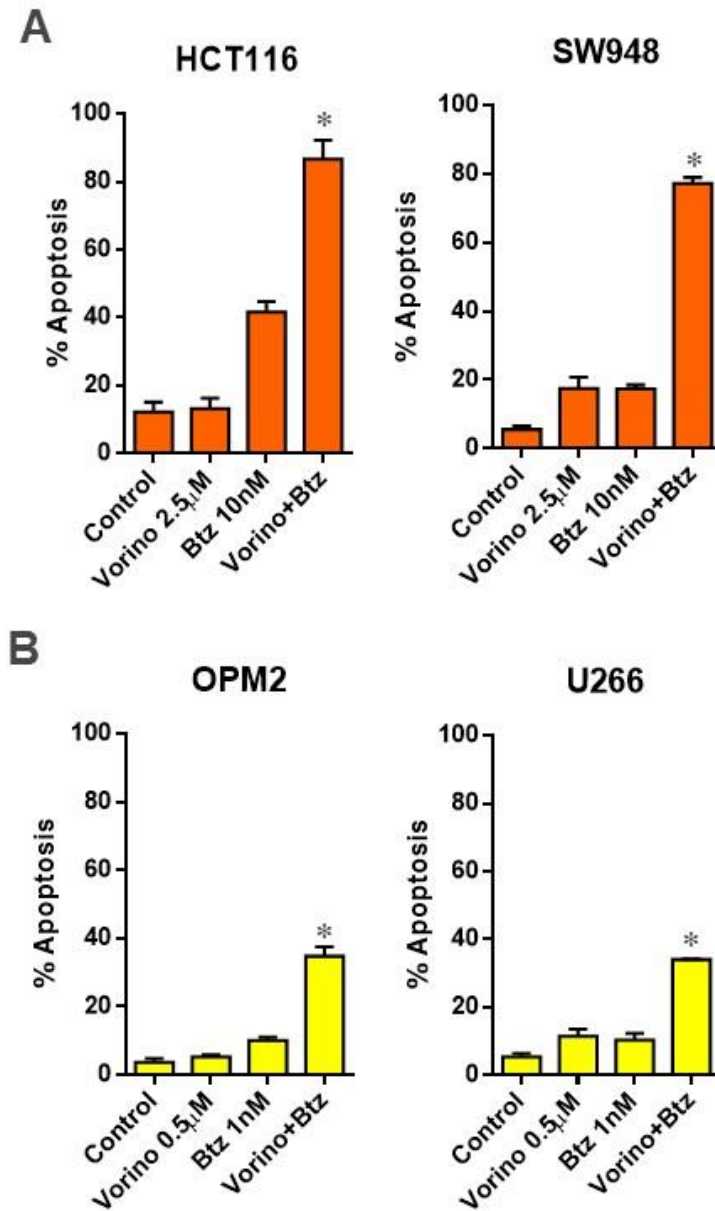 A
HCT116
% Apoptosis
100
80
60
40
20
0
*
Control
Vorino 2.5μM
Btz 10nM
Vorino+Btz
SW948
% Apoptosis
100
80
60
40
20
0
*
Control
Vorino 2.5μM
Btz 10nM
Vorino+Btz
B
OPM2
% Apoptosis
100
80
60
40
20
0
*
Control
Vorino 0.5μM
Btz 1nM
Vorino+Btz
U266
% Apoptosis
100
80
60
40
20
0
*
Control
Vorino 0.5μM
Btz 1nM
Vorino+Btz